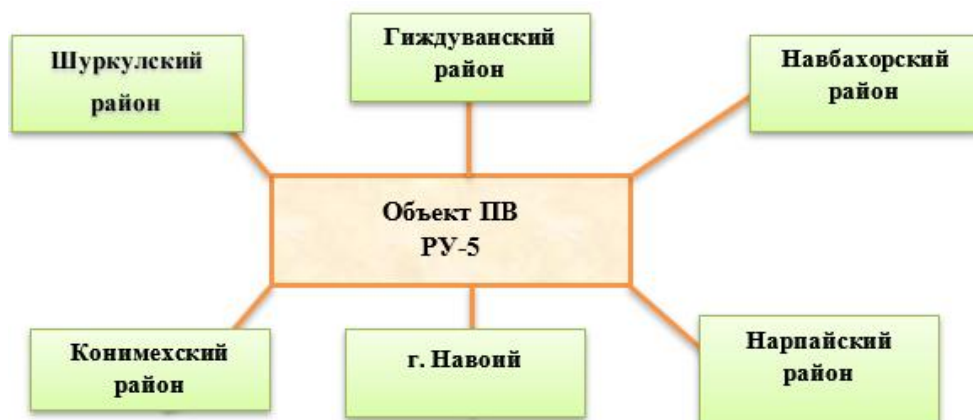 Шуркулский
район
Гиждуванский
район
Навбахорский
район
Объект ПВ
РУ-5
Конимехский
район
г. Навоий
Нарпайский
район